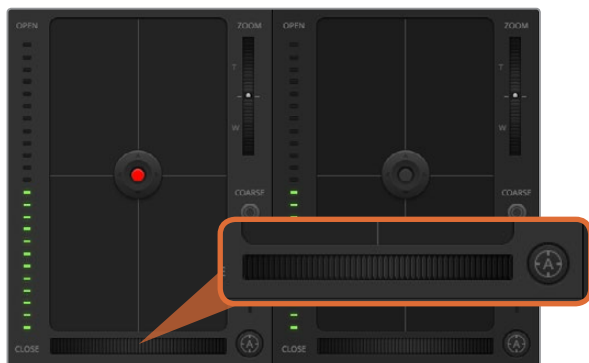 OPEN ZOOM OPEN ZOOM
T T
W W
COARSE COARSE
A
CLOSE A CLOSE A